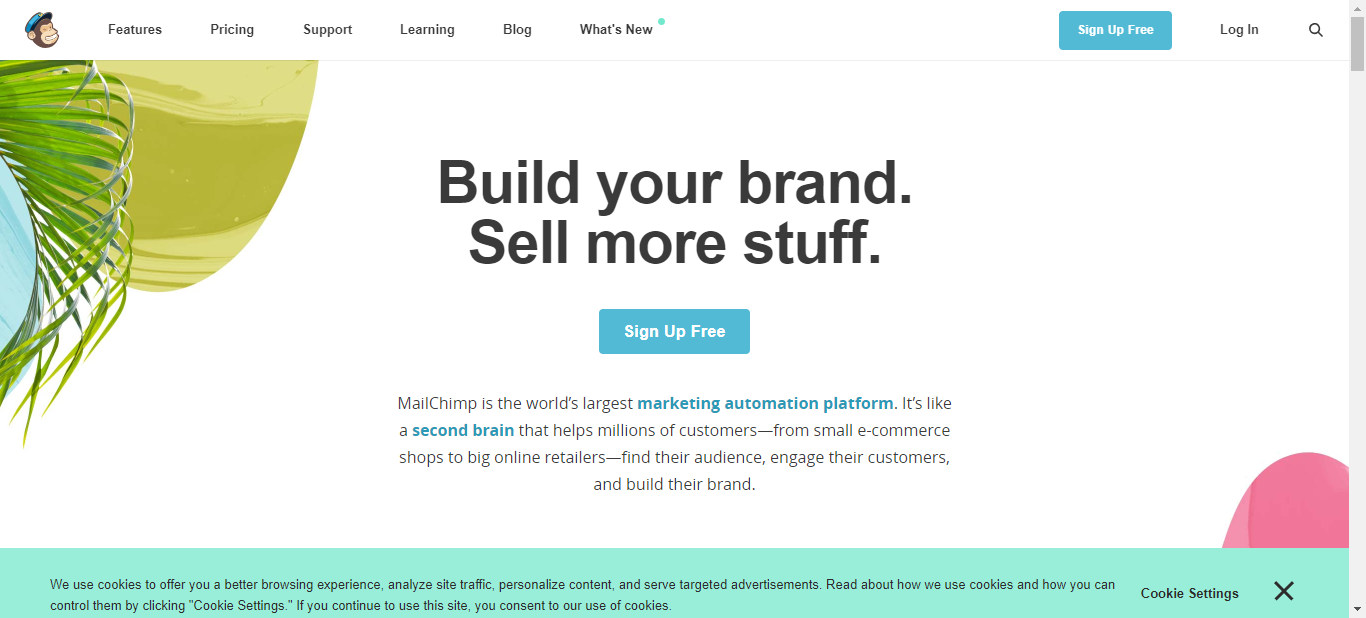 Features Pricing Support Learning Blog What's New Sign Up Free Log In
Build your brand.
Sell more stuff.
Sign Up Free
MailChimp is the world’s largest marketing automation platform. It’s like
a second brain that helps millions of customers—from small e-commerce
shops to big online retailers—find their audience, engage their customers,
and build their brand.
We use cookies to offer you a better browsing experience, analyze site traffic, personalize content, and serve targeted advertisements. Read about how we use cookies and how you can
control them by clicking "Cookie Settings." If you continue to use this site, you consent to our use of cookies.
Cookie Settings